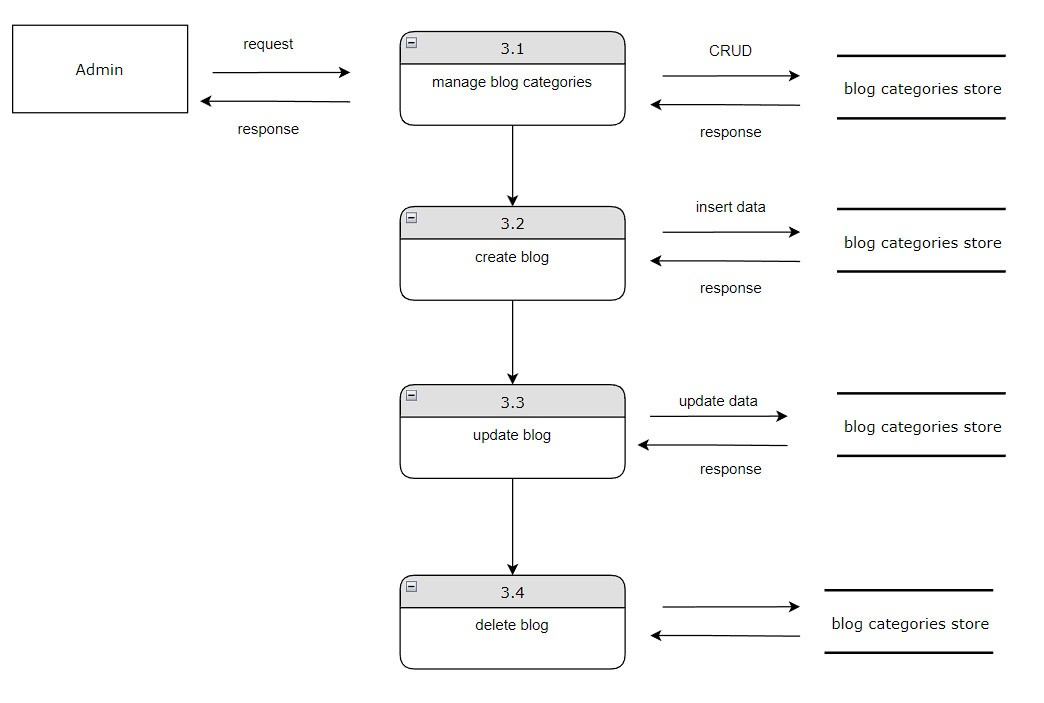 Admin
request
response
3.1
manage blog categories
CRUD
response
blog categories store
3.2
create blog
insert data
response
blog categories store
3.3
update blog
update data
response
blog categories store
3.4
delete blog
blog categories store